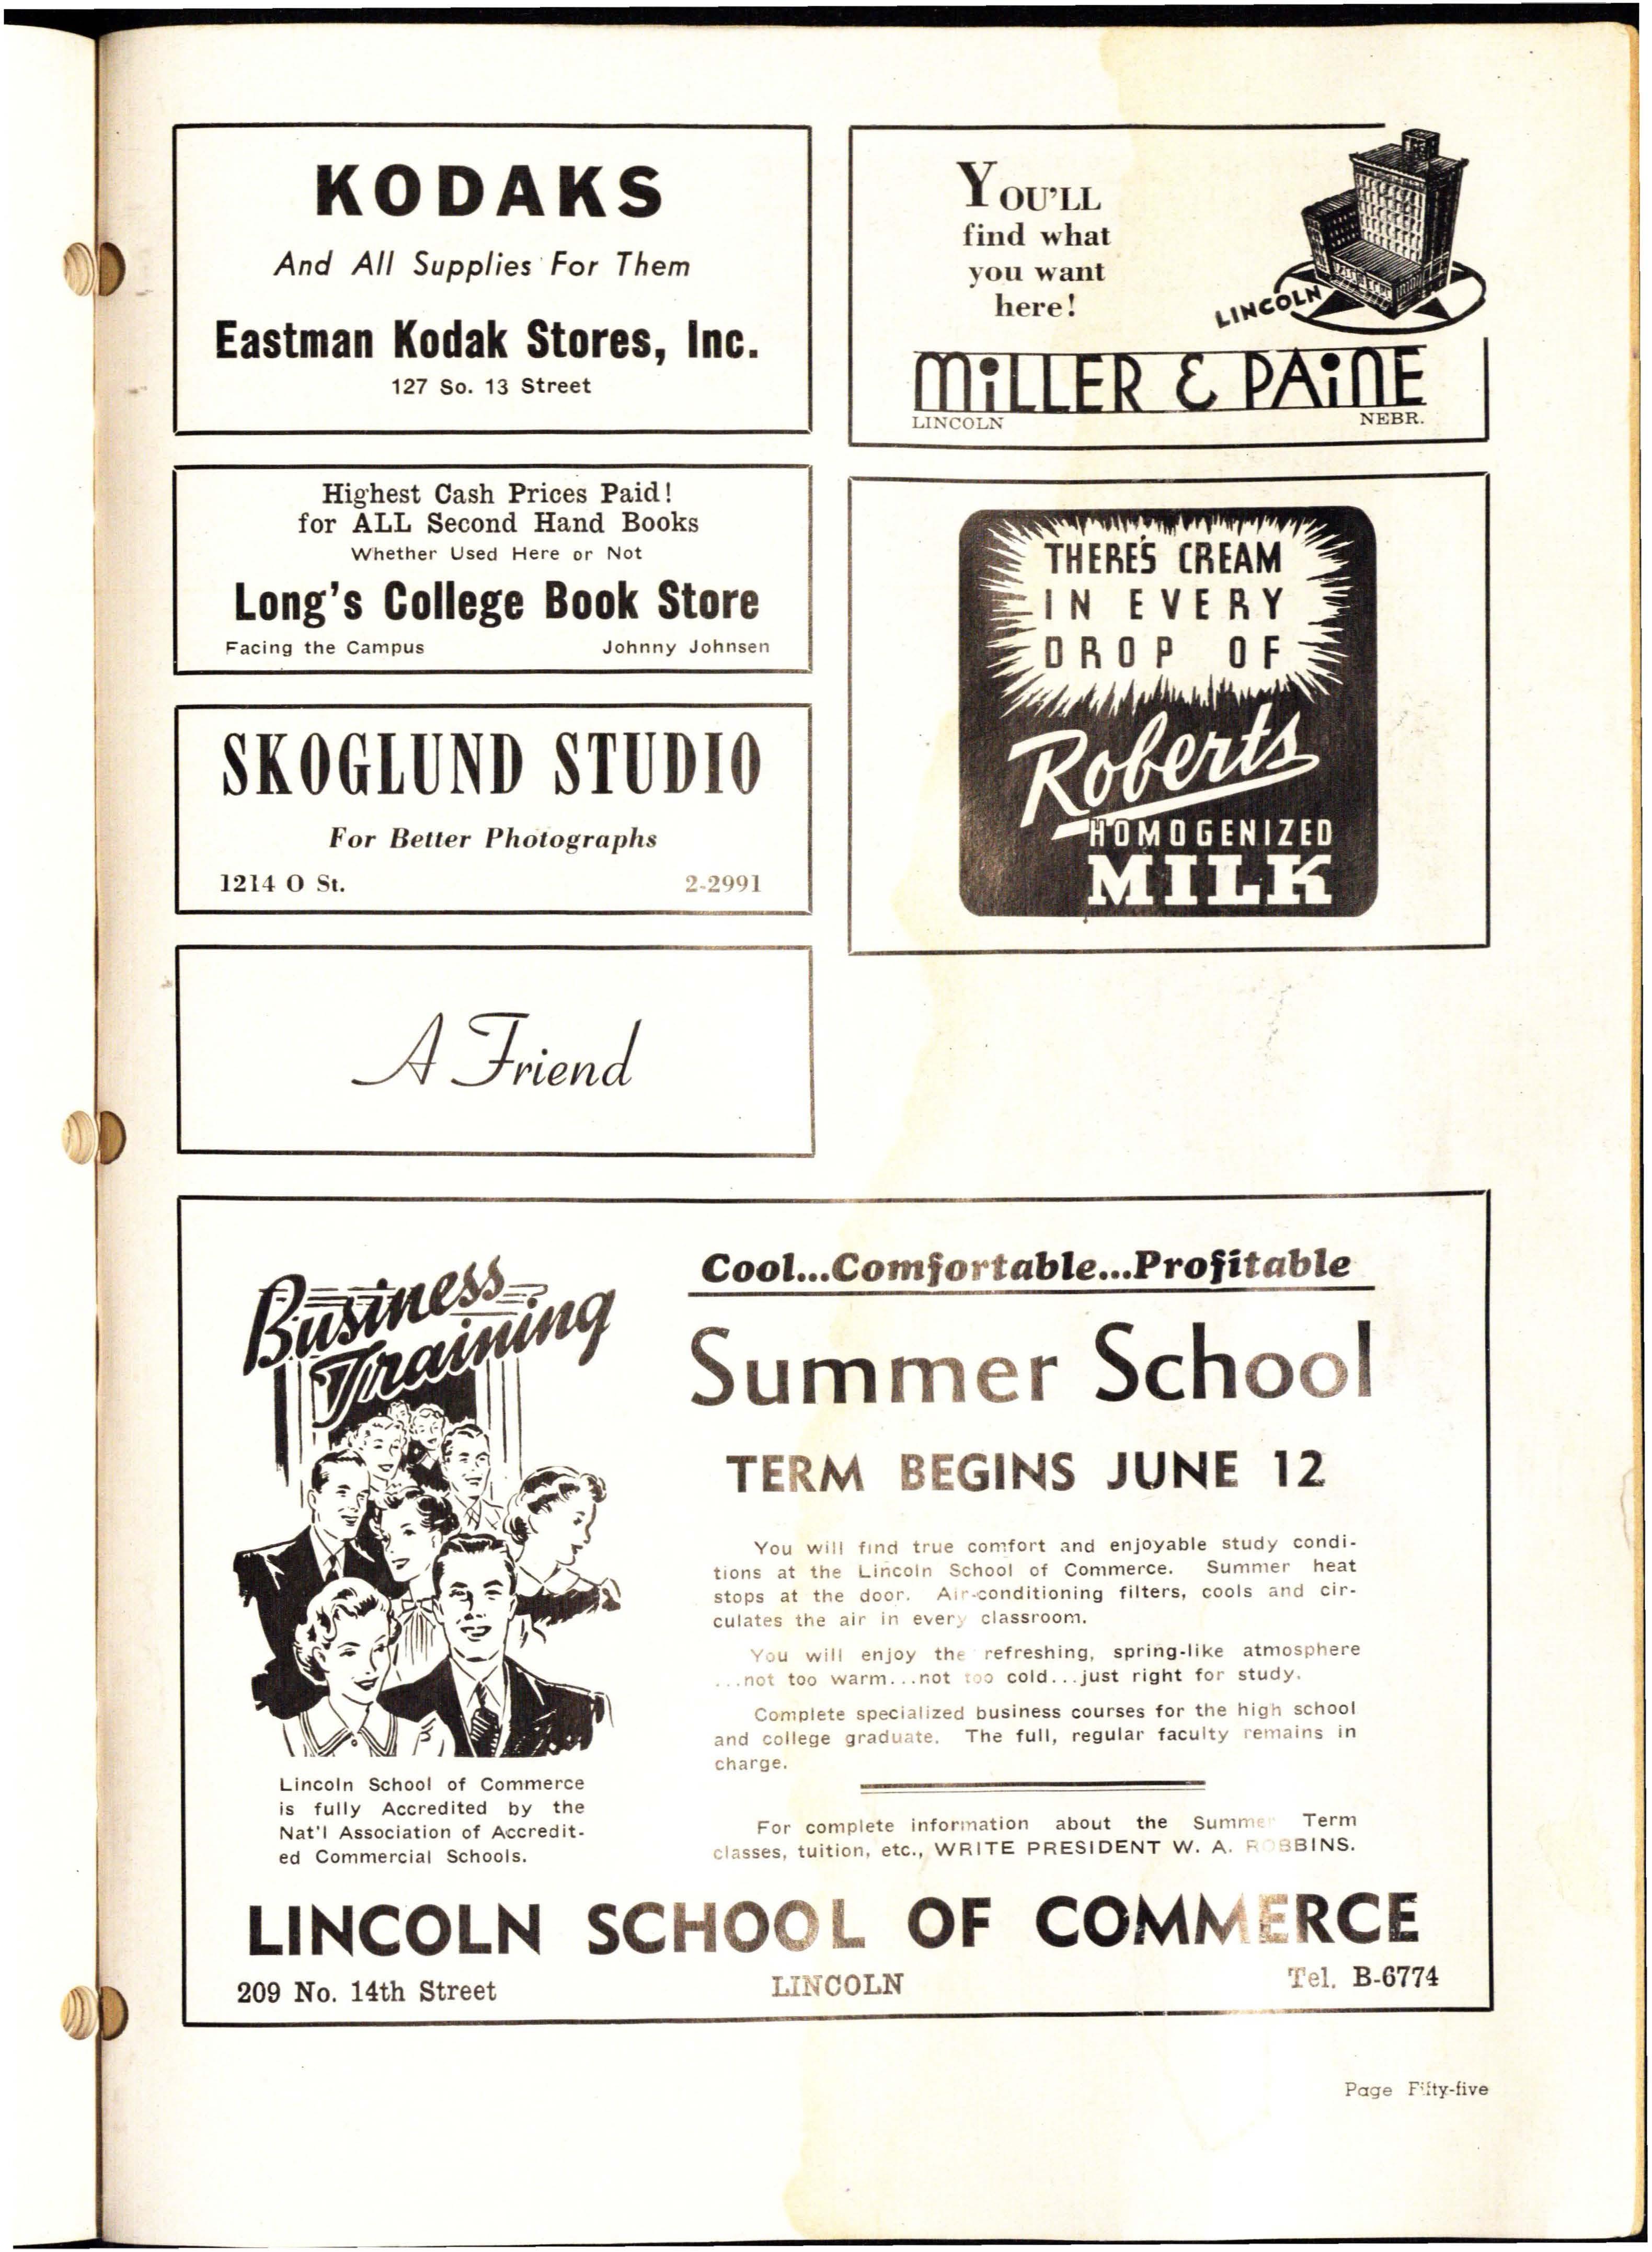 KODAKS
And All Supplies For Them
Eastman Kodak Stores, Inc.
127 So. 13 Street
YOU'LL
find what
you want
here!
LINCOLN
MiLLER & PAiNE
LINCOLN NEBR.
Highest Cash Prices Paid!
for ALL Second Hand Books
Whether Used Here or Not
Long's College Book Store
Facing the Campus Johnny Johnsen
THERE'S CREAM
IN EVERY
DROP OF
Roberts
HOMOGENIZED
MILK
SKOGLUND STUDIO
For Better Photographs
1214 O St. 2-2991
A Friend
Business
Training
Lincoln School of Commerce
is fully Accredited by the
Nat'l Association of Accredit-
ed Commercial Schools.
Cool...Comfortable...Profitable
Summer School
TERM BEGINS JUNE 12
You will find true comfort and enjoyable study condi-
tions at the Lincoln School of Commerce. Summer heat
stops at the door. Air-conditioning filters, cools and cir-
culates the air in every classroom.
You will enjoy the refreshing, spring-like atmosphere
...not too warm...not too cold...just right for study.
Complete specialized business courses for the high school
and college graduate. The full, regular faculty remains in
charge.
For complete information about the Summer Term
classes, tuition, etc., WRITE PRESIDENT W. A. ROBBINS.
LINCOLN SCHOOL OF COMMERCE
209 No. 14th Street LINCOLN Tel. B-6774
Page Fifty-five